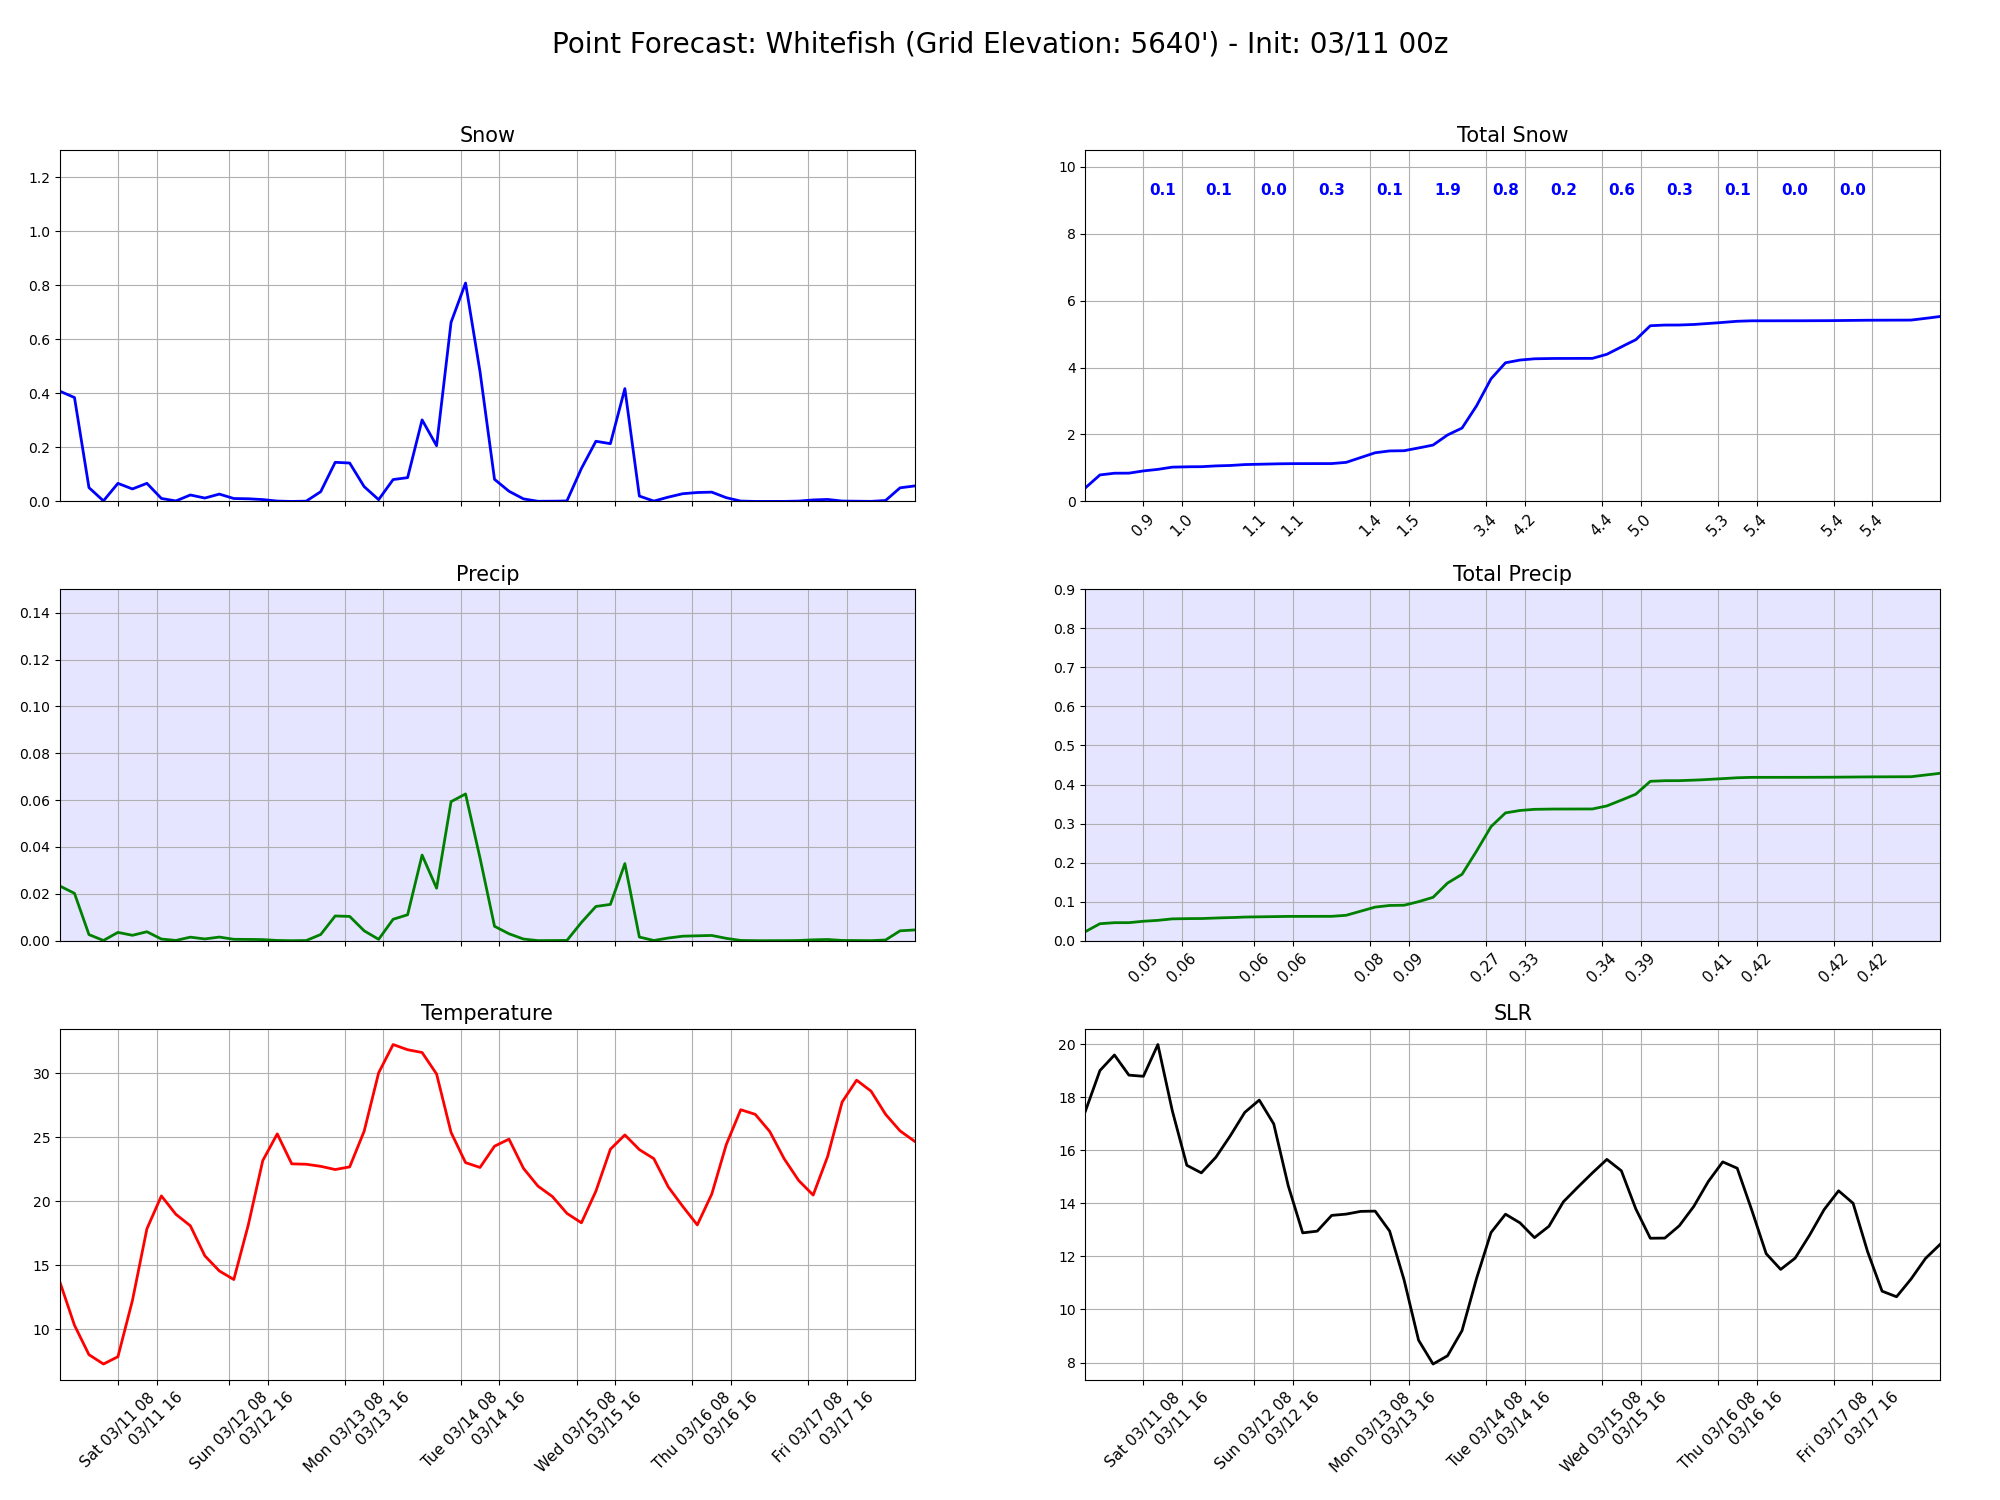 Point Forecast: Whitefish (Grid Elevation: 5640') - Init: 03/11 00z
Snow
1.2
1.0
0.8
0.6
0.4
0.2
0.0
Total Snow
10
8
6
4
2
0
0.1 0.1 0.0 0.3 0.1 1.9 0.8 0.2 0.6 0.3 0.1 0.0 0.0
0.9 1.0 1.1 1.1 1.4 1.5 3.4 4.2 4.4 5.0 5.3 5.4 5.4 5.4
Precip
0.14
0.12
0.10
0.08
0.06
0.04
0.02
0.00
Total Precip
0.9
0.8
0.7
0.6
0.5
0.4
0.3
0.2
0.1
0.0
0.05 0.06 0.06 0.06 0.08 0.09 0.27 0.33 0.34 0.39 0.41 0.42 0.42 0.42
Temperature
30
25
20
15
10
Sat 03/11 08
03/11 16
Sun 03/12 08
03/12 16
Mon 03/13 08
03/13 16
Tue 03/14 08
03/14 16
Wed 03/15 08
03/15 16
Thu 03/16 08
03/16 16
Fri 03/17 08
03/17 16
SLR
20
18
16
14
12
10
8
Sat 03/11 08
03/11 16
Sun 03/12 08
03/12 16
Mon 03/13 08
03/13 16
Tue 03/14 08
03/14 16
Wed 03/15 08
03/15 16
Thu 03/16 08
03/16 16
Fri 03/17 08
03/17 16